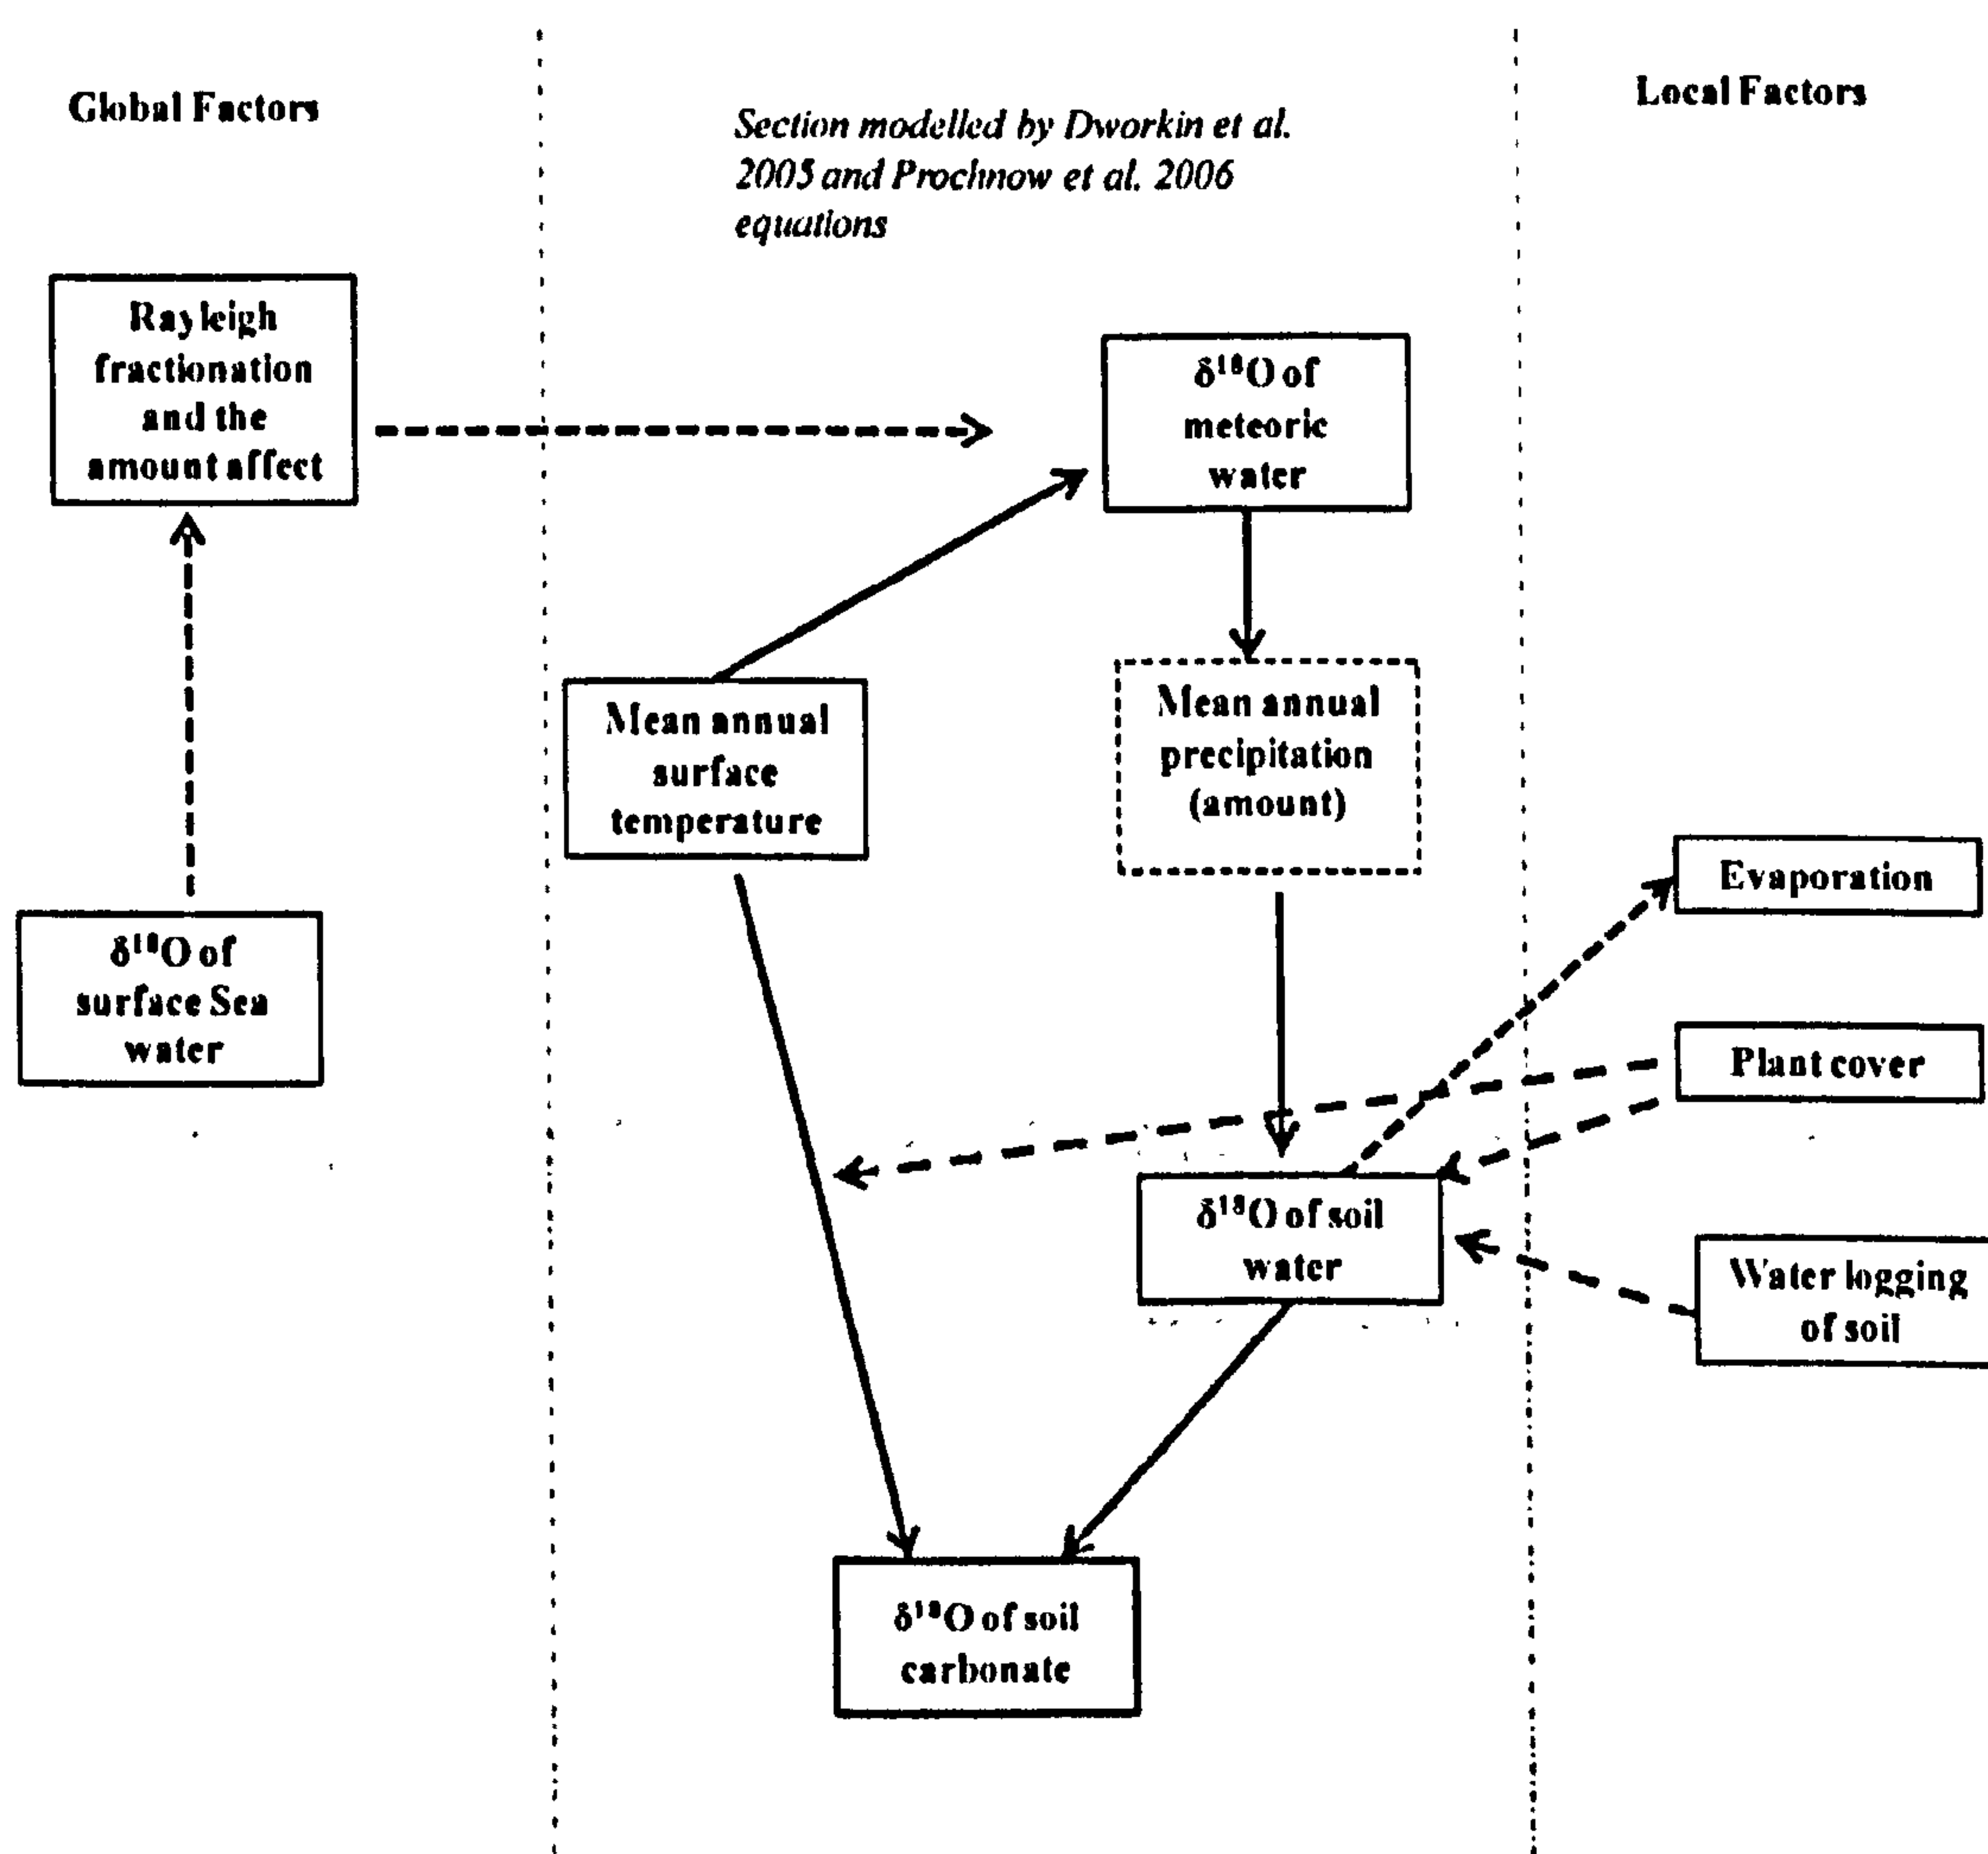 Global Factors
Section modelled by Dworkin et al.
2005 and Prochnow et al. 2006
equations
Local Factors
Rayleigh
fractionation
and the
amount affect
δ¹⁸O of
meteoric
water
Mean annual
surface
temperature
Mean annual
precipitation
(amount)
δ¹⁸O of
surface Sea
water
Evaporation
Plant cover
δ¹⁸O of soil
water
Water logging
of soil
δ¹⁸O of soil
carbonate